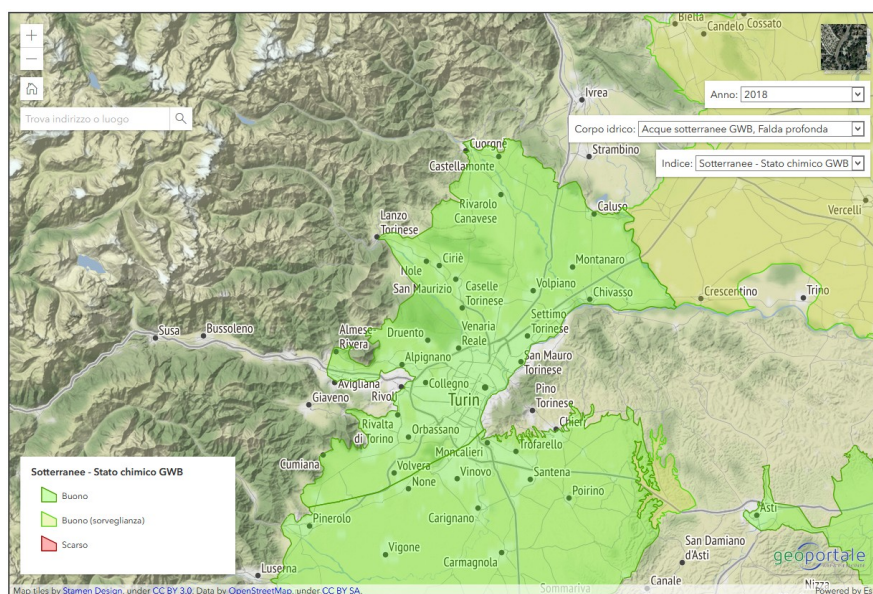 +
−
Trova indirizzo o luogo
Anno: 2018
Corpo idrico: Acque sotterranee GWB, Falda profonda
Indice: Sotterranee - Stato chimico GWB
Biella
Candelo
Cossato
Ivrea
Cuorgnè
Castellamonte
Strambino
Rivarolo
Canavese
Caluso
Vercelli
Lanzo
Torinese
Nole
Ciriè
San Maurizio
Caselle
Torinese
Montanaro
Volpiano
Chivasso
Crescentino
Trino
Susa
Bussoleno
Almese
Rivera
Druento
Venaria
Reale
Settimo
Torinese
Alpignano
San Mauro
Torinese
Avigliana
Rivoli
Collegno
Giaveno
Turin
Pino
Torinese
Rivalta
di Torino
Orbassano
Chieri
Moncalieri
Trofarello
Cumiana
Volvera
None
Vinovo
Santena
Poirino
Pinerolo
Carignano
Asti
Vigone
Carmagnola
San Damiano
d'Asti
Luserna
Sommariva
Canale
Nizza
Sotterranee - Stato chimico GWB
Buono
Buono (sorveglianza)
Scarso
geoportale
Map tiles by Stamen Design, under CC BY 3.0. Data by OpenStreetMap, under CC BY SA.
Powered by Es